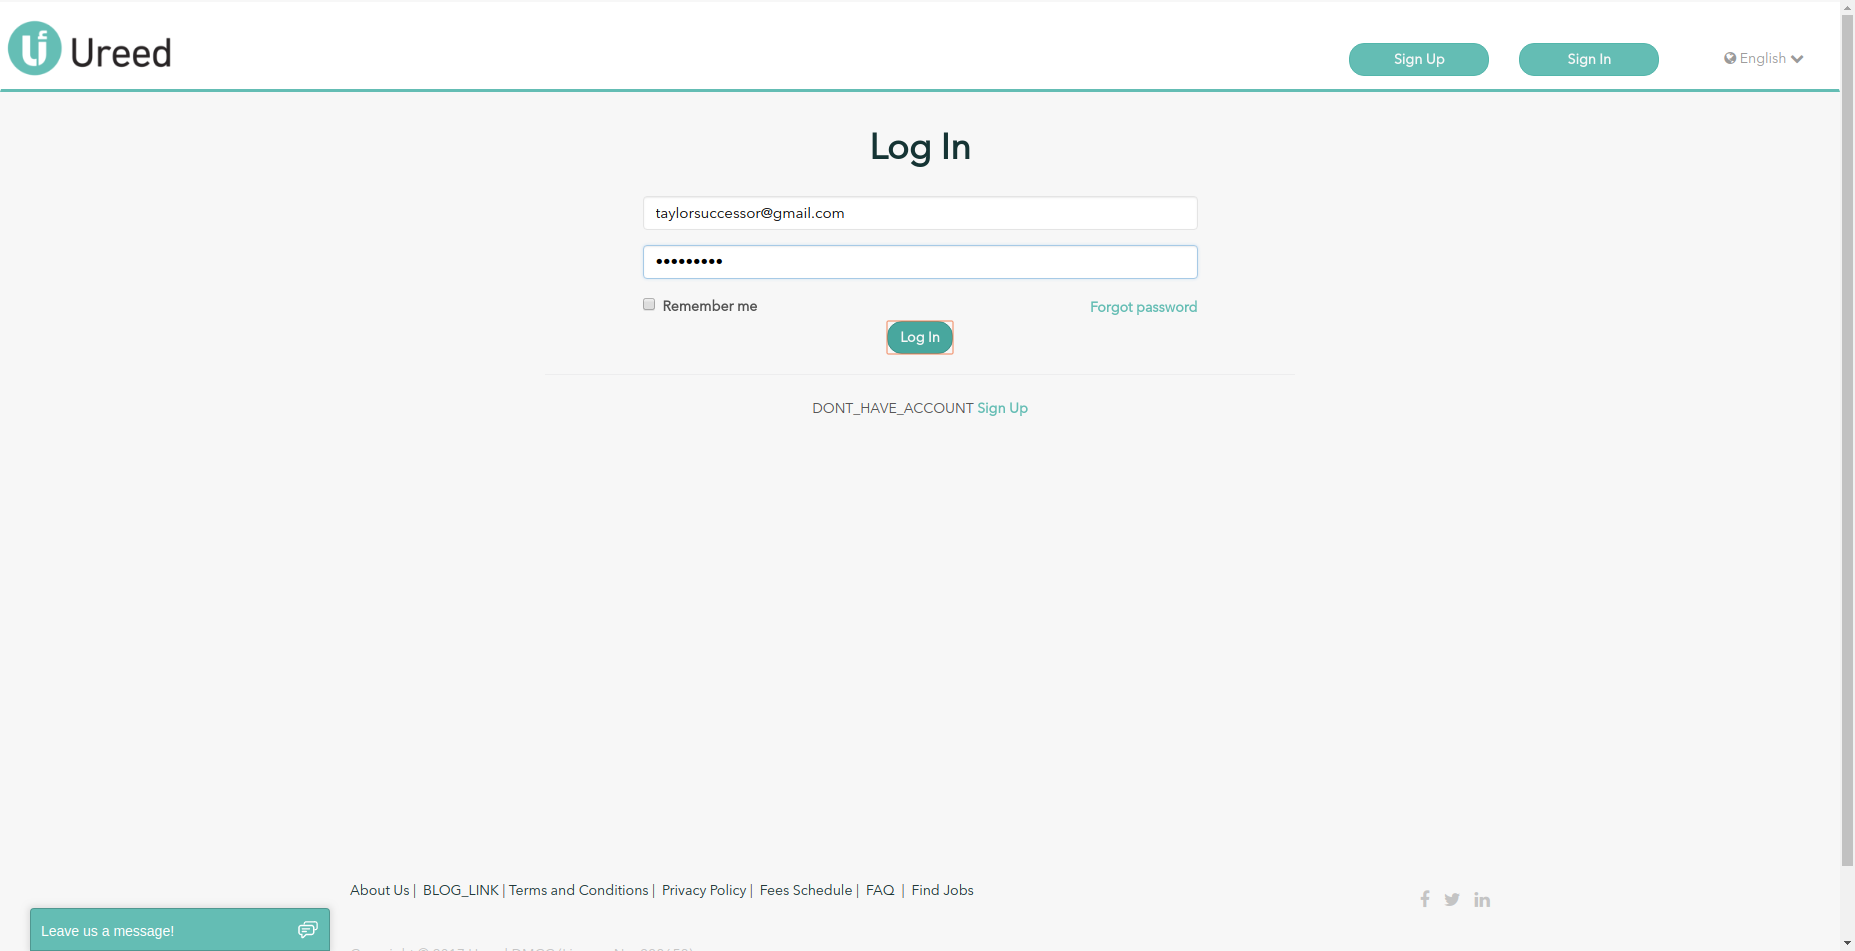 Ureed
Sign Up
Sign In
English
Log In
taylorsuccessor@gmail.com
•••••••••
Remember me
Forgot password
Log In
DONT_HAVE_ACCOUNT Sign Up
About Us | BLOG_LINK | Terms and Conditions | Privacy Policy | Fees Schedule | FAQ | Find Jobs
Leave us a message!